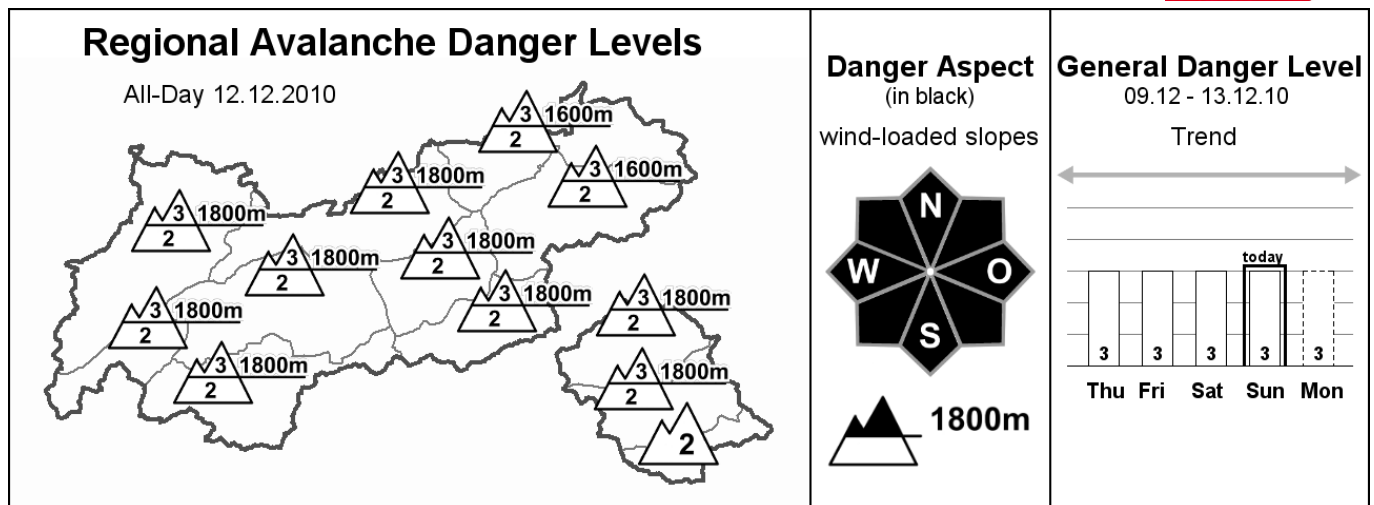 Regional Avalanche Danger Levels
All-Day 12.12.2010
3 1600m
2
3 1600m
2
3 1800m
2
3 1800m
2
3 1800m
2
3 1800m
2
3 1800m
2
3 1800m
2
3 1800m
2
3 1800m
2
3 1800m
2
2
Danger Aspect
(in black)
wind-loaded slopes
N
W O
S
1800m
General Danger Level
09.12 - 13.12.10
Trend
today
3 3 3 3 3
Thu Fri Sat Sun Mon